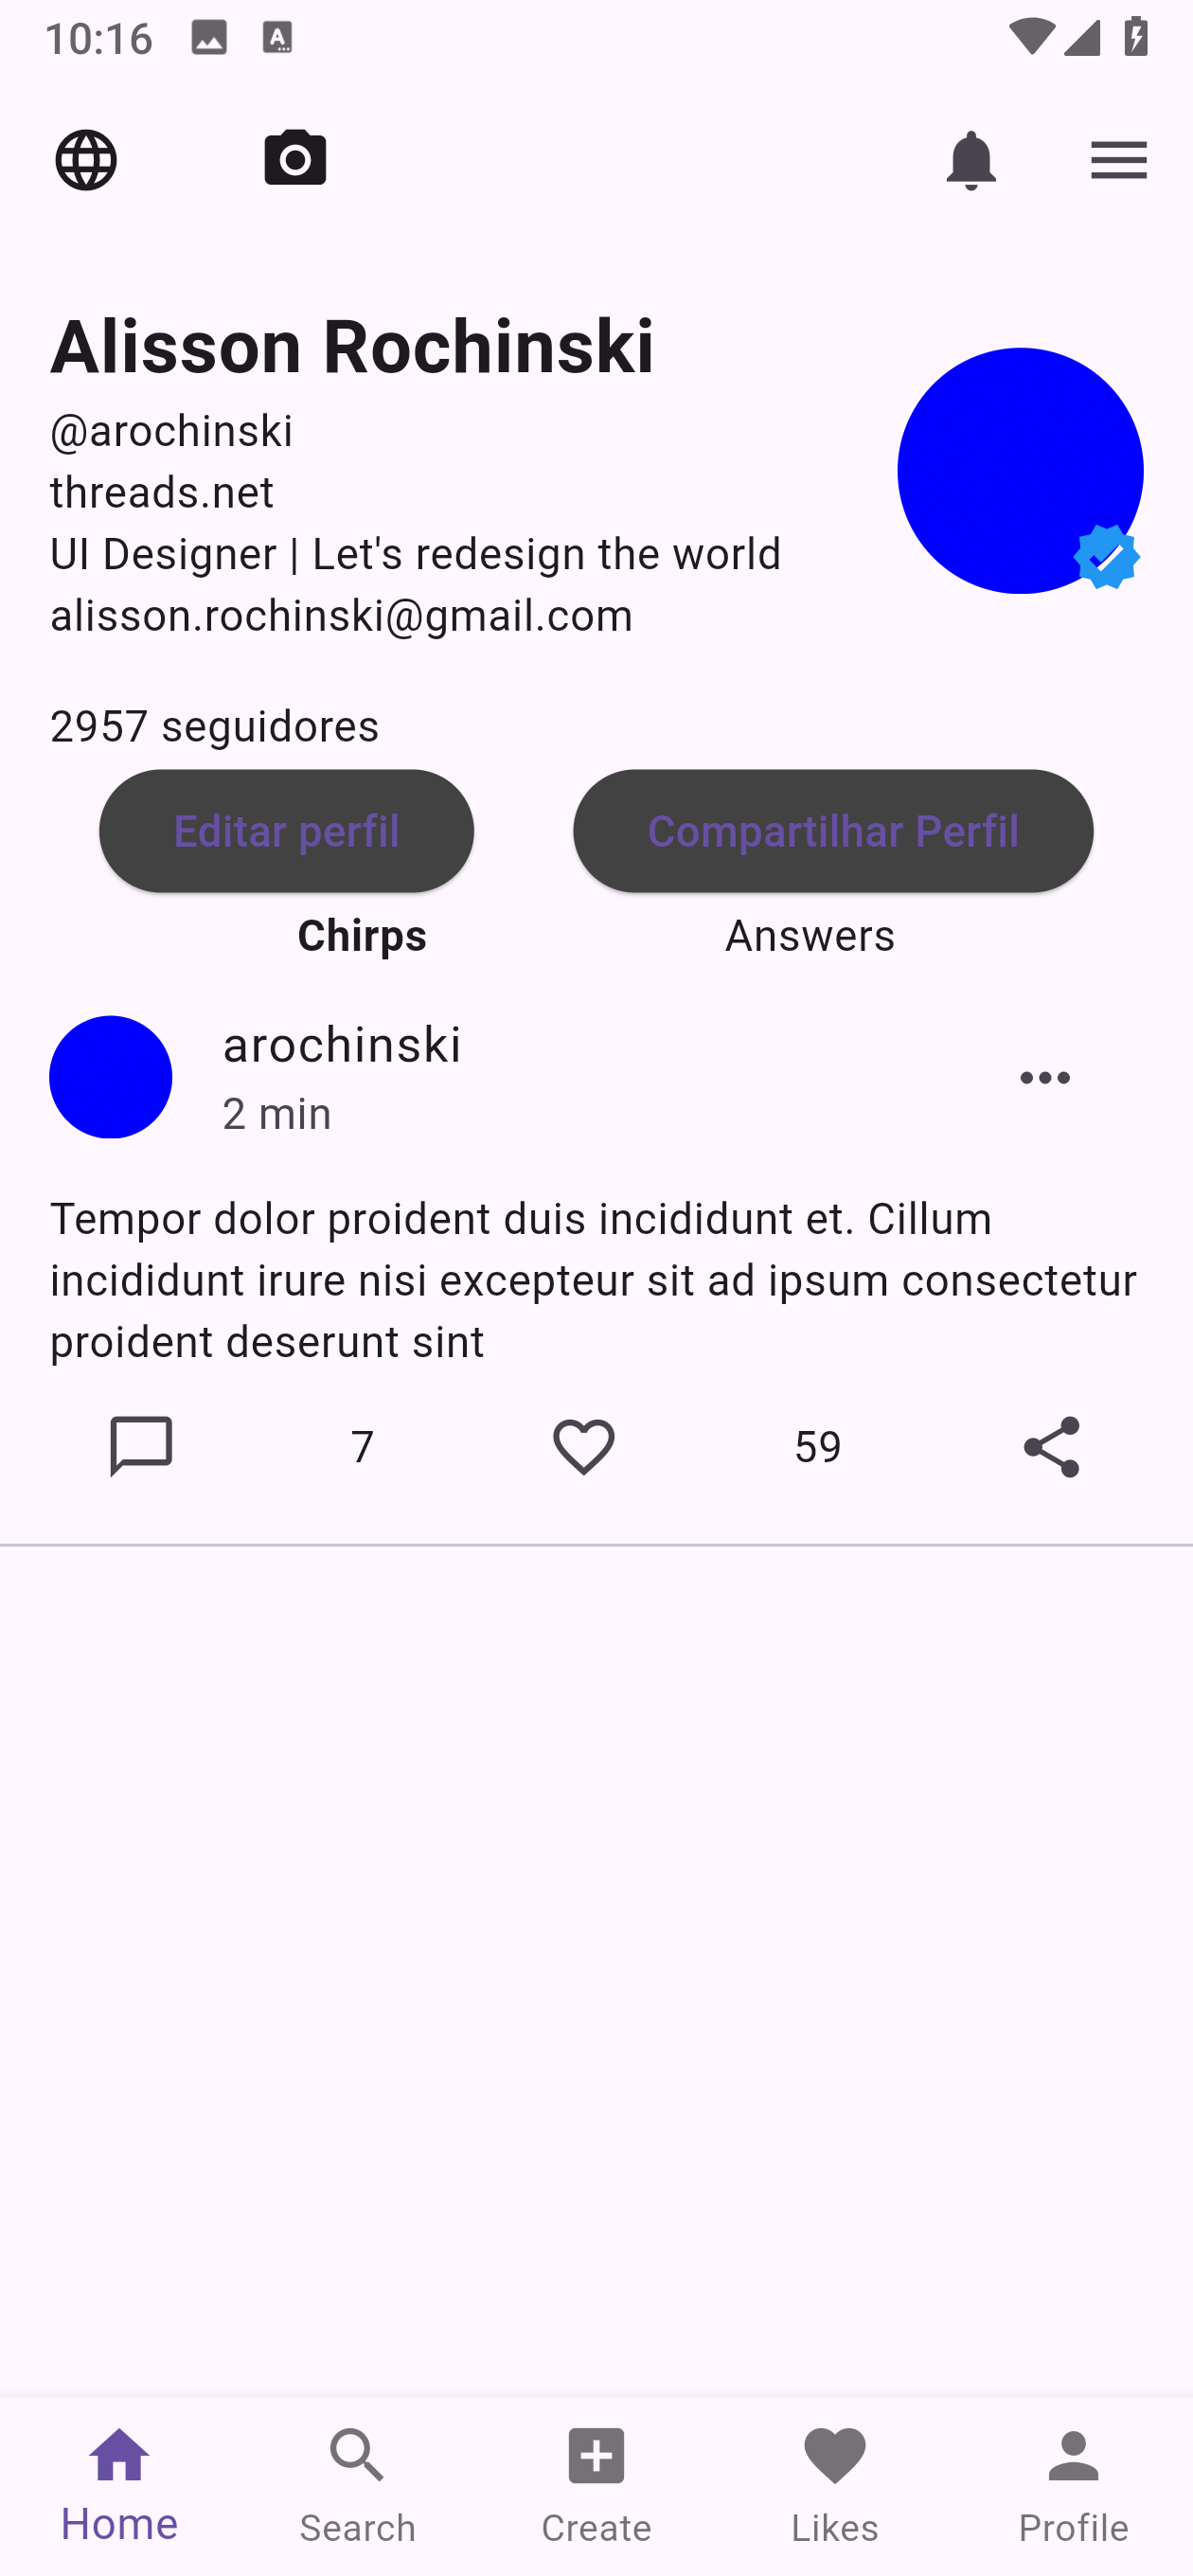 10:16
Alisson Rochinski
@arochinski
threads.net
UI Designer | Let's redesign the world
alisson.rochinski@gmail.com
2957 seguidores
Editar perfil
Compartilhar Perfil
Chirps
Answers
arochinski
2 min
Tempor dolor proident duis incididunt et. Cillum
incididunt irure nisi excepteur sit ad ipsum consectetur
proident deserunt sint
7
59
Home
Search
Create
Likes
Profile